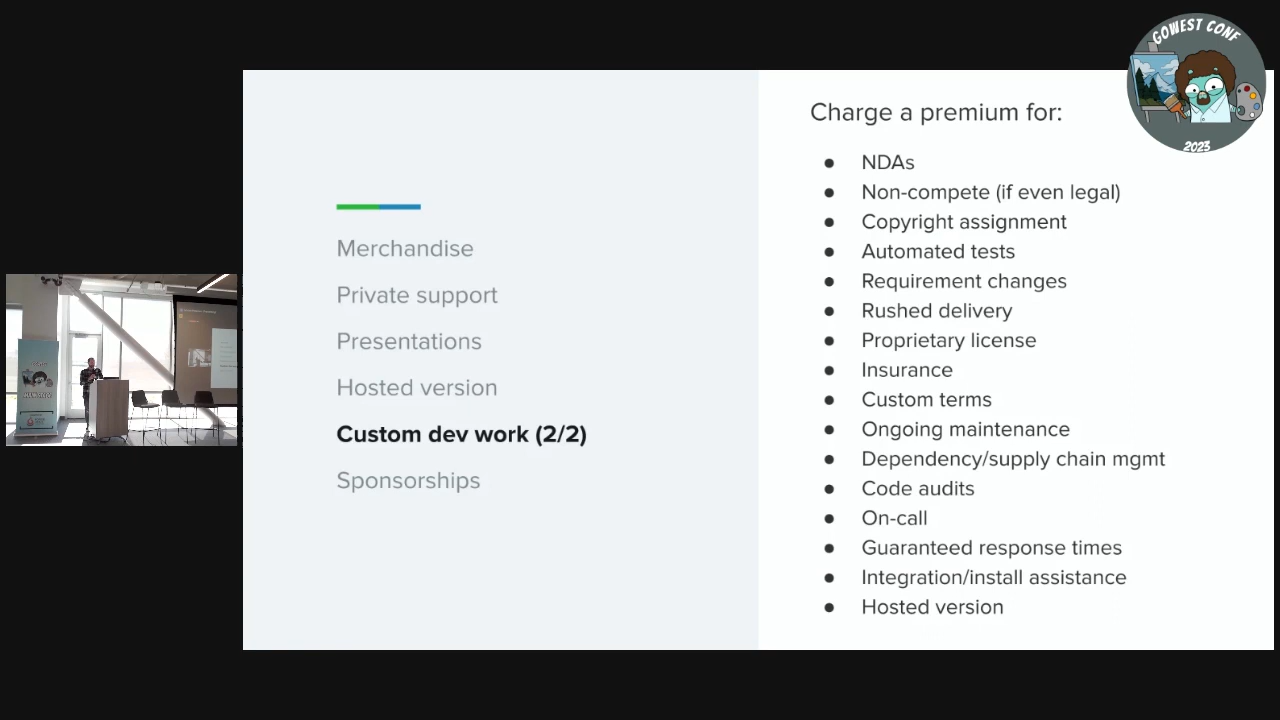 GOWEST CONF
2023
Merchandise
Private support
Presentations
Hosted version
Custom dev work (2/2)
Sponsorships
Charge a premium for:
● NDAs
● Non-compete (if even legal)
● Copyright assignment
● Automated tests
● Requirement changes
● Rushed delivery
● Proprietary license
● Insurance
● Custom terms
● Ongoing maintenance
● Dependency/supply chain mgmt
● Code audits
● On-call
● Guaranteed response times
● Integration/install assistance
● Hosted version